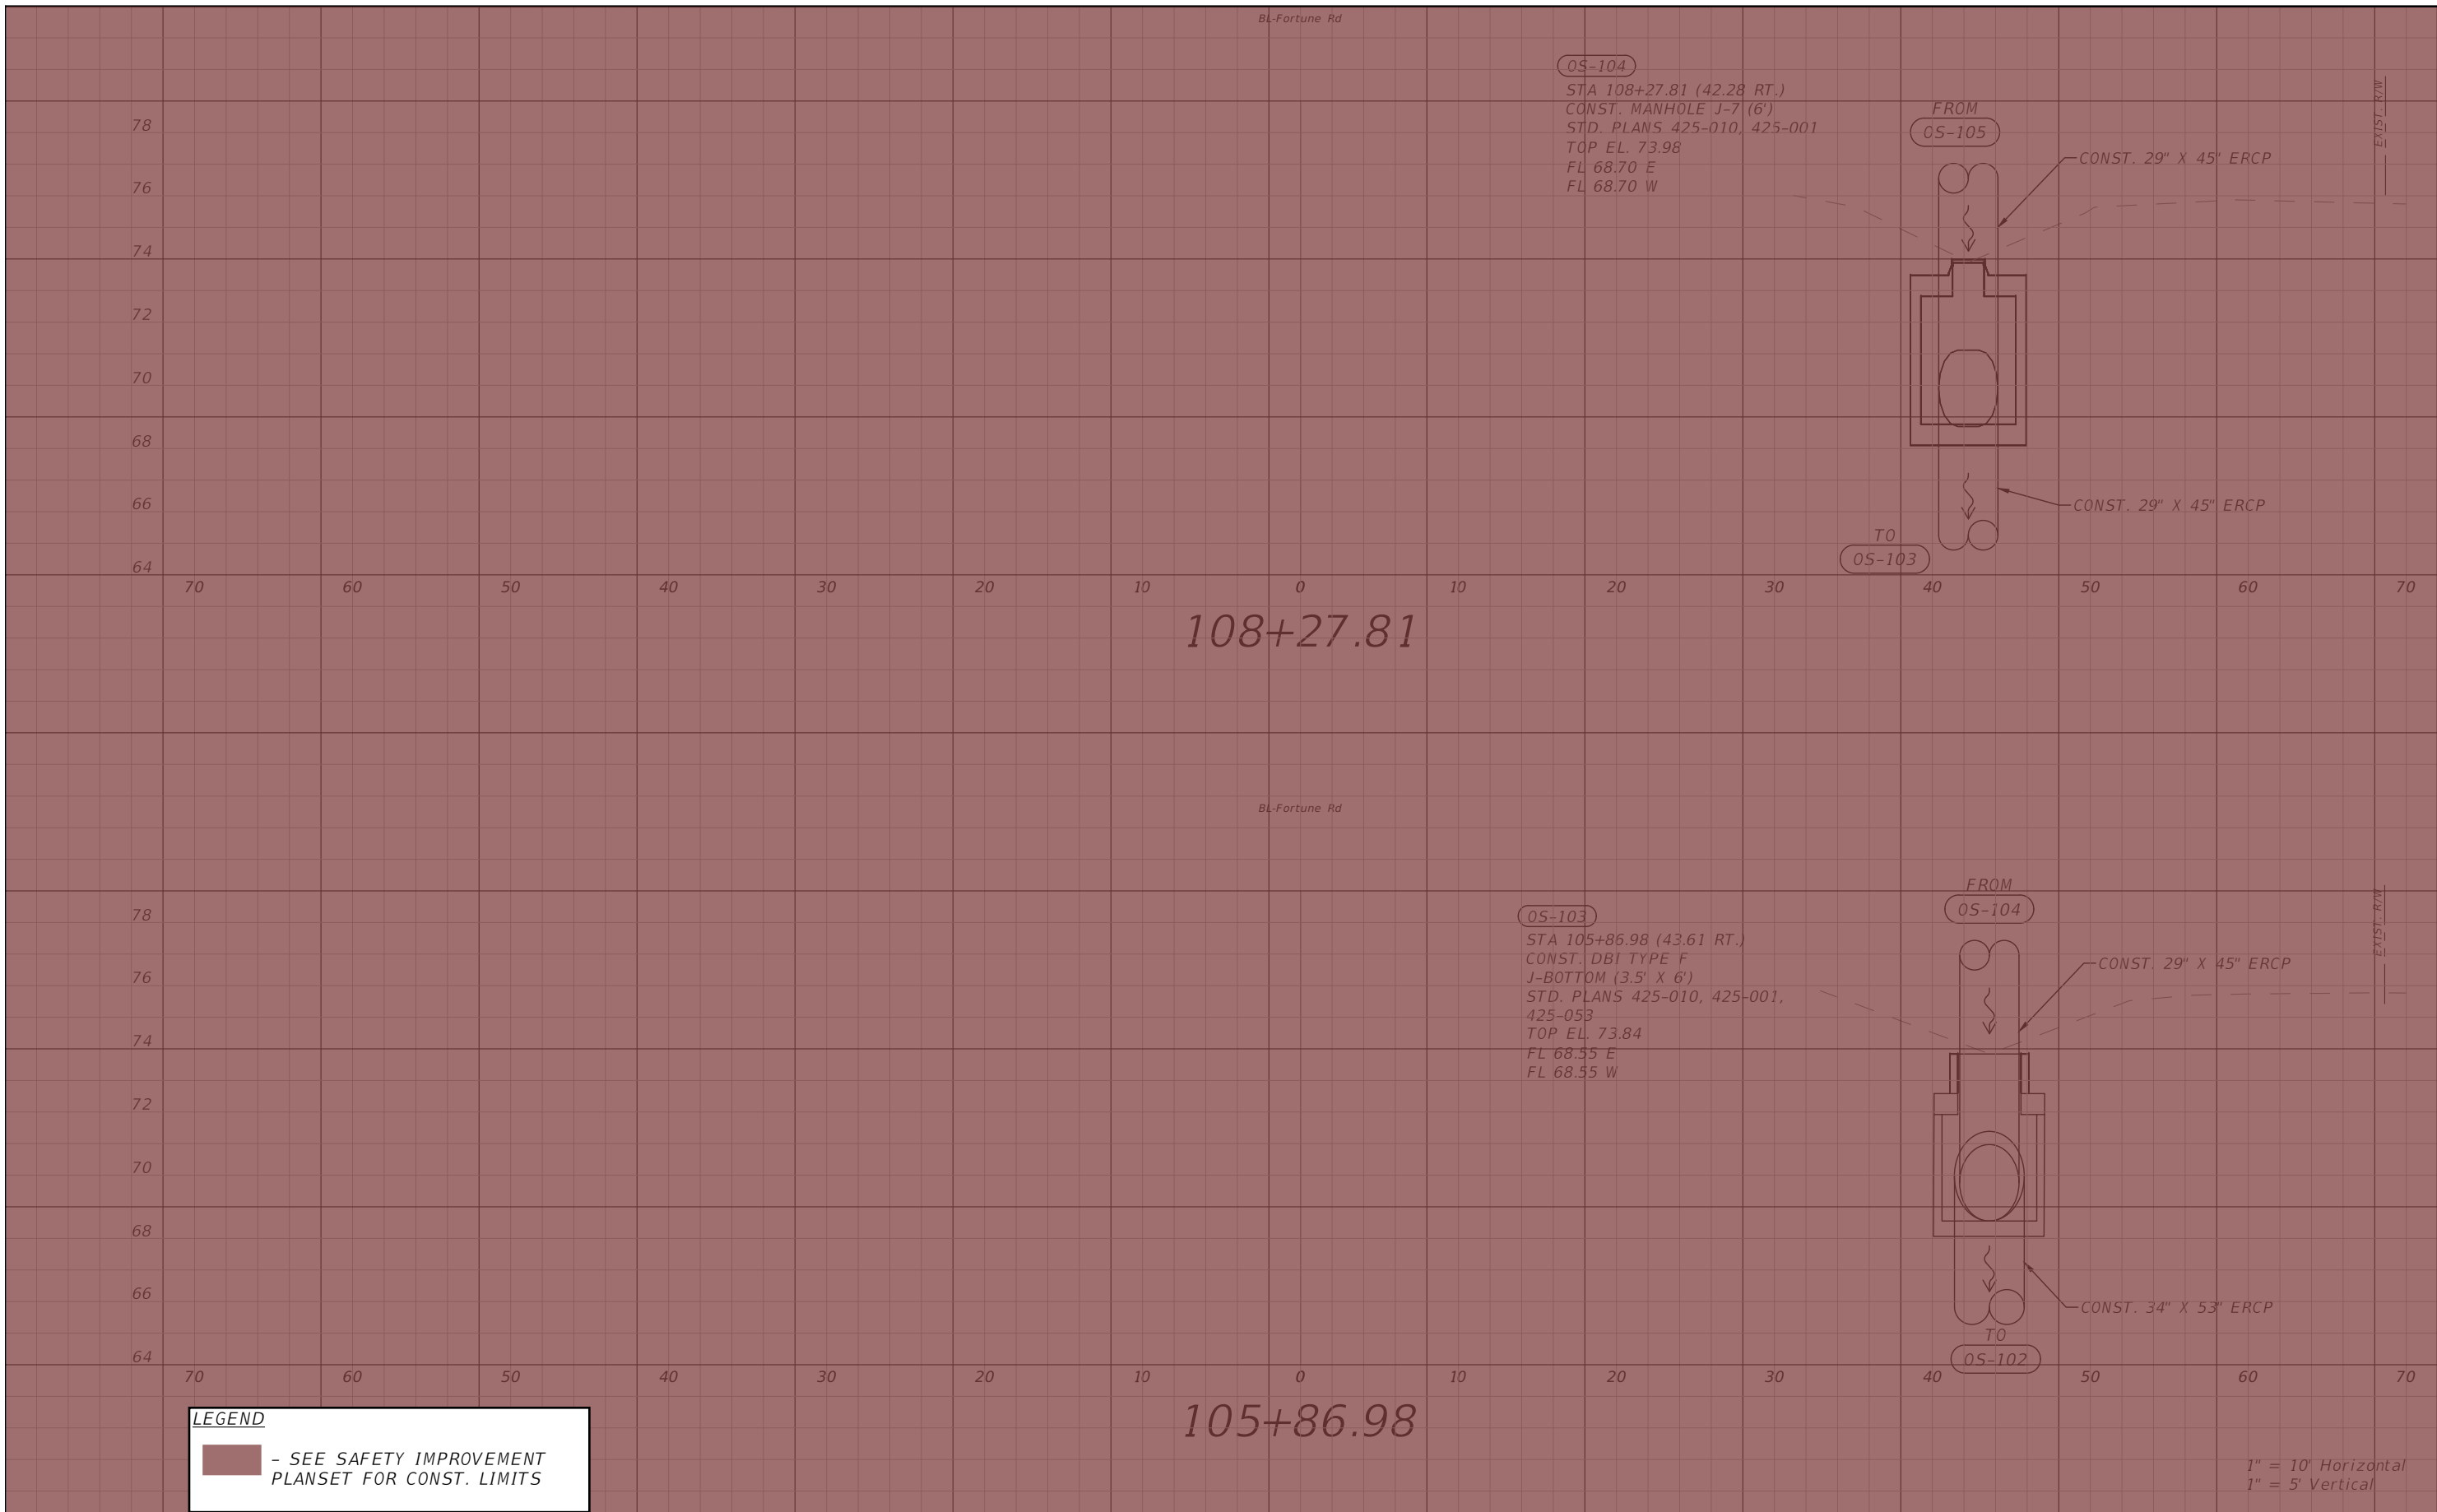 BL-Fortune Rd
OS-104
STA 108+27.81 (42.28 RT.)
CONST. MANHOLE J-7 (6')
STD. PLANS 425-010, 425-001
TOP EL. 73.98
FL 68.70 E
FL 68.70 W
FROM
OS-105
CONST. 29" X 45" ERCP
EXIST. R/W
78
76
74
72
70
68
66
64
CONST. 29" X 45" ERCP
TO
OS-103
70 60 50 40 30 20 10 0 10 20 30 40 50 60 70
108+27.81
BL-Fortune Rd
OS-103
STA 105+86.98 (43.61 RT.)
CONST. DBI TYPE F
J-BOTTOM (3.5' X 6')
STD. PLANS 425-010, 425-001,
425-053
TOP EL. 73.84
FL 68.55 E
FL 68.55 W
FROM
OS-104
CONST. 29" X 45" ERCP
EXIST. R/W
78
76
74
72
70
68
66
64
CONST. 34" X 53" ERCP
TO
OS-102
70 60 50 40 30 20 10 0 10 20 30 40 50 60 70
105+86.98
LEGEND
- SEE SAFETY IMPROVEMENT
PLANSET FOR CONST. LIMITS
1" = 10' Horizontal
1" = 5' Vertical